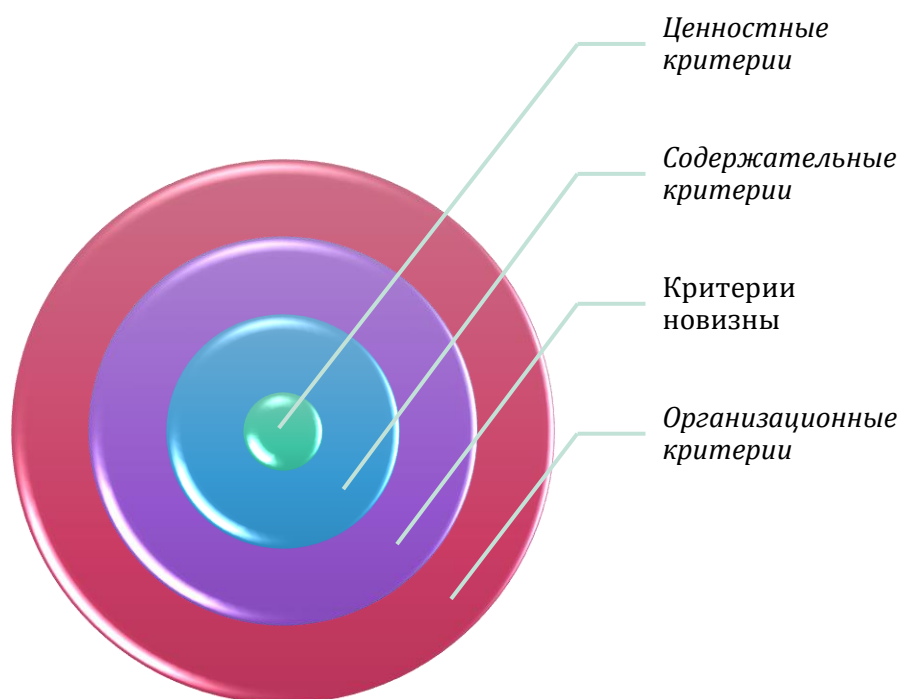 Ценностные
критерии
Содержательные
критерии
Критерии
новизны
Организационные
критерии